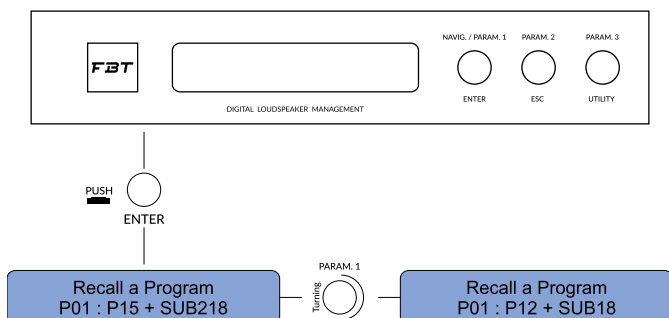 NAVIG. / PARAM. 1 PARAM. 2 PARAM. 3
FBT
ENTER ESC UTILITY
DIGITAL LOUDSPEAKER MANAGEMENT
PUSH
ENTER
PARAM. 1
Turning
Recall a Program
P01 : P15 + SUB218
Recall a Program
P01 : P12 + SUB18